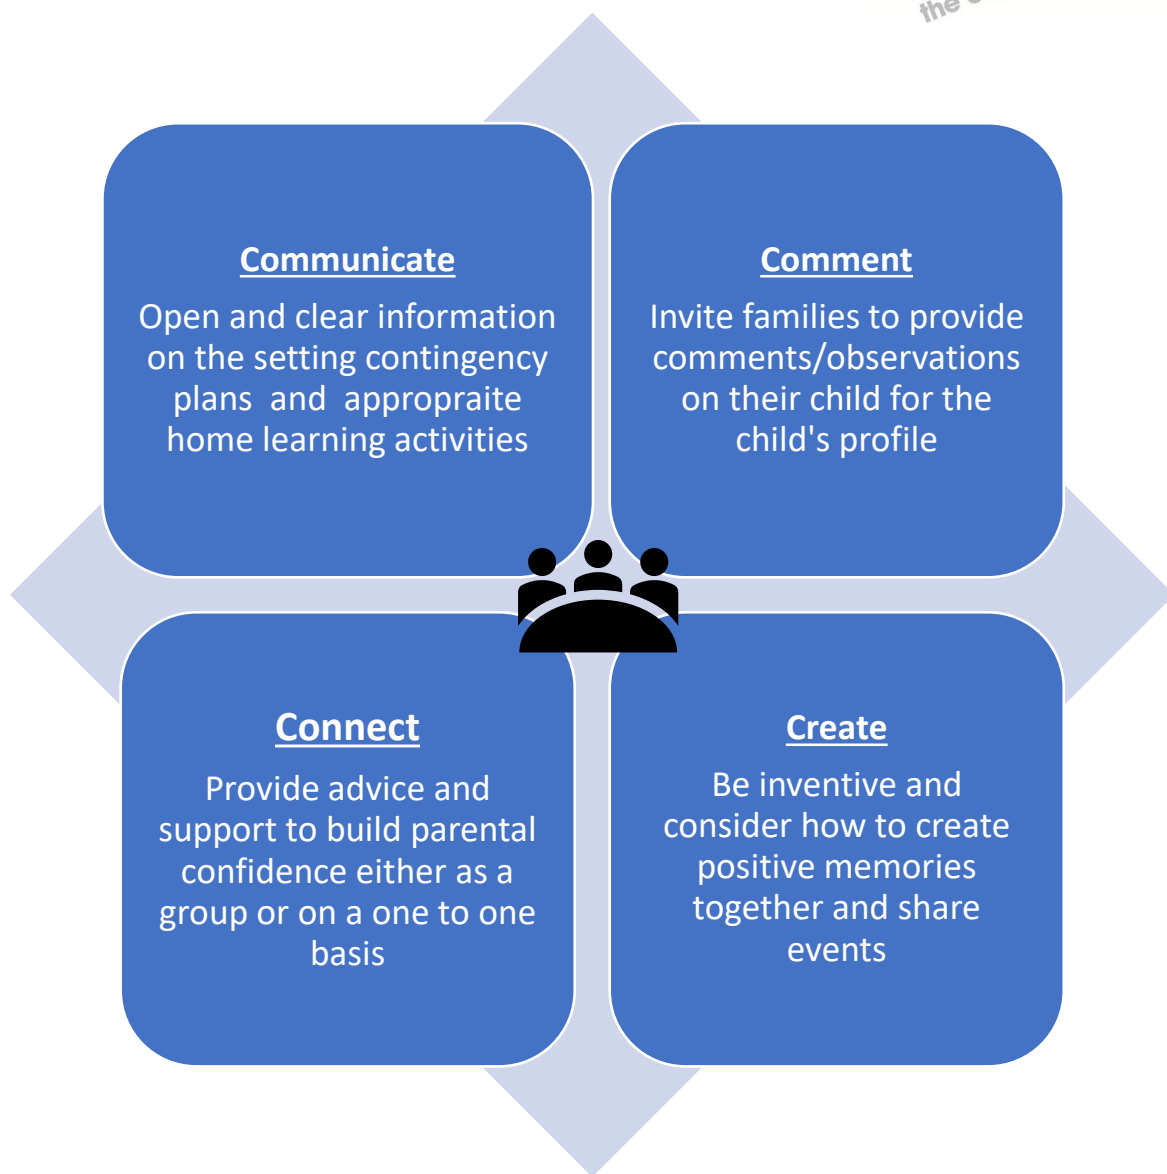 the
Communicate
Open and clear information
on the setting contingency
plans  and  appropraite
home learning activities
Comment
Invite families to provide
comments/observations
on their child for the
child's profile
Connect
Provide advice and
support to build parental
confidence either as a
group or on a one to one
basis
Create
Be inventive and
consider how to create
positive memories
together and share
events